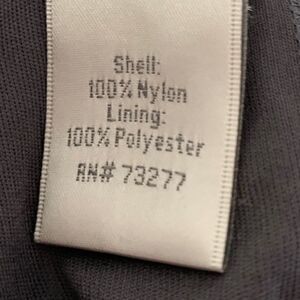 Shell:
100% Nylon
Lining:
100% Polyester
RN# 73277